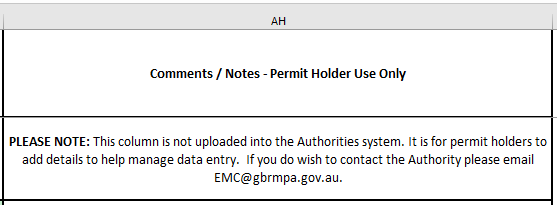 AH
Comments / Notes - Permit Holder Use Only
PLEASE NOTE: This column is not uploaded into the Authorities system. It is for permit holders to
add details to help manage data entry.  If you do wish to contact the Authority please email
EMC@gbrmpa.gov.au.